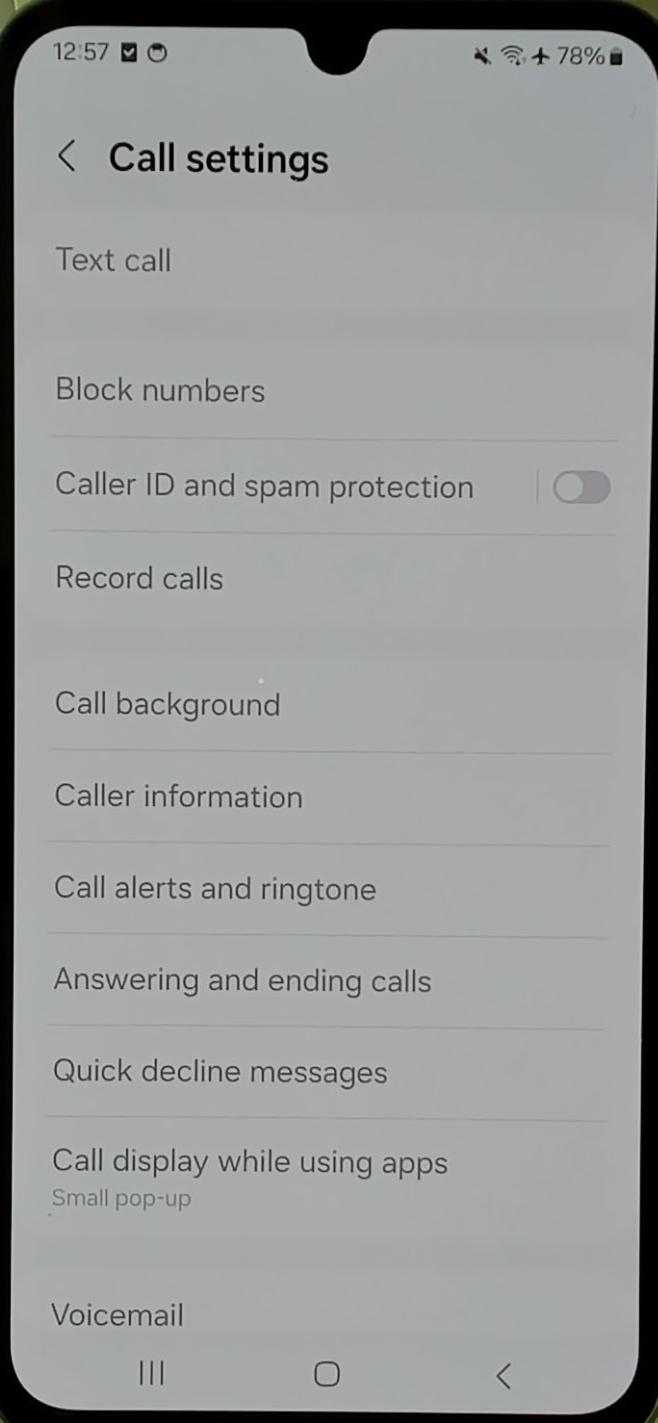 12:57 78%
Call settings
Text call
Block numbers
Caller ID and spam protection
Record calls
Call background
Caller information
Call alerts and ringtone
Answering and ending calls
Quick decline messages
Call display while using apps
Small pop-up
Voicemail